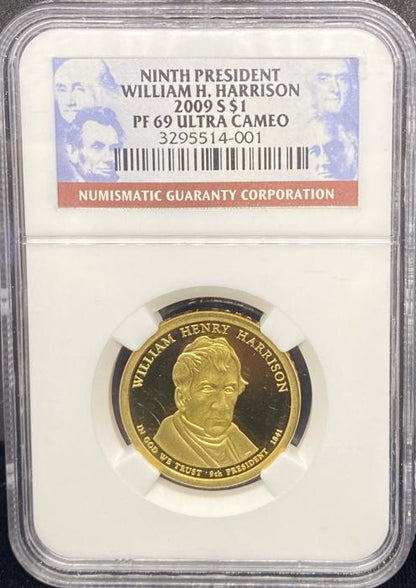 NINTH PRESIDENT
WILLIAM H. HARRISON
2009 S $1
PF 69 ULTRA CAMEO
3295514-001
NUMISMATIC GUARANTY CORPORATION
WILLIAM HENRY HARRISON
IN GOD WE TRUST · 9th PRESIDENT 1841